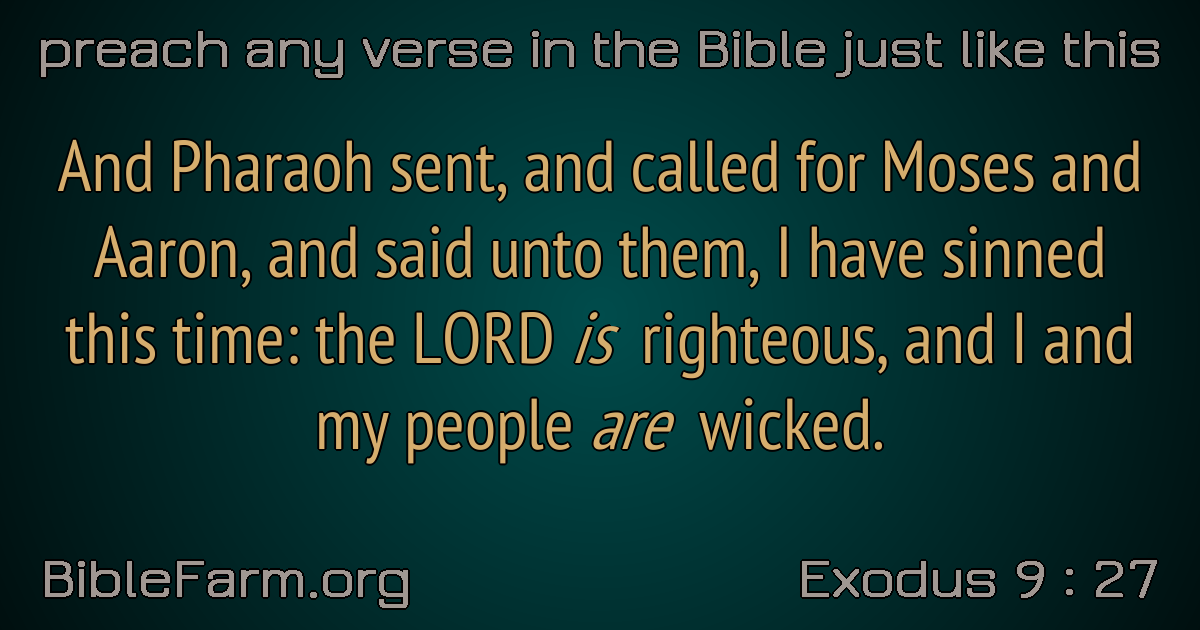 preach any verse in the Bible just like this
And Pharaoh sent, and called for Moses and
Aaron, and said unto them, I have sinned
this time: the LORD is righteous, and I and
my people are wicked.
BibleFarm.org
Exodus 9 : 27